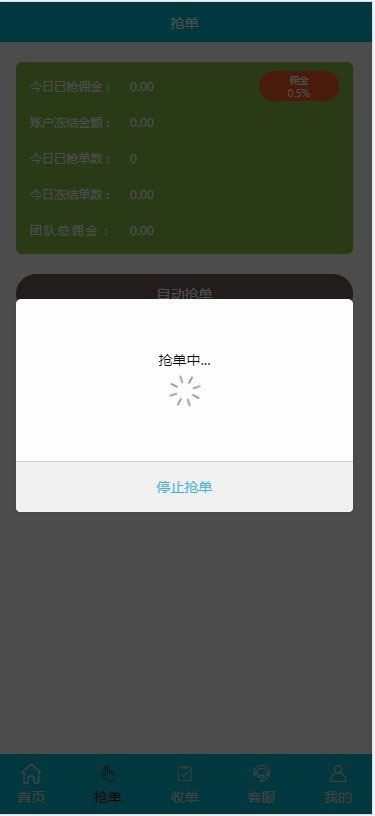 抢单
今日已抢佣金： 0.00
佣金
0.5%
账户冻结金额： 0.00
今日已抢单数： 0
今日冻结单数： 0.00
团队总佣金： 0.00
自动抢单
抢单中...
停止抢单
首页 抢单 收单 客服 我的